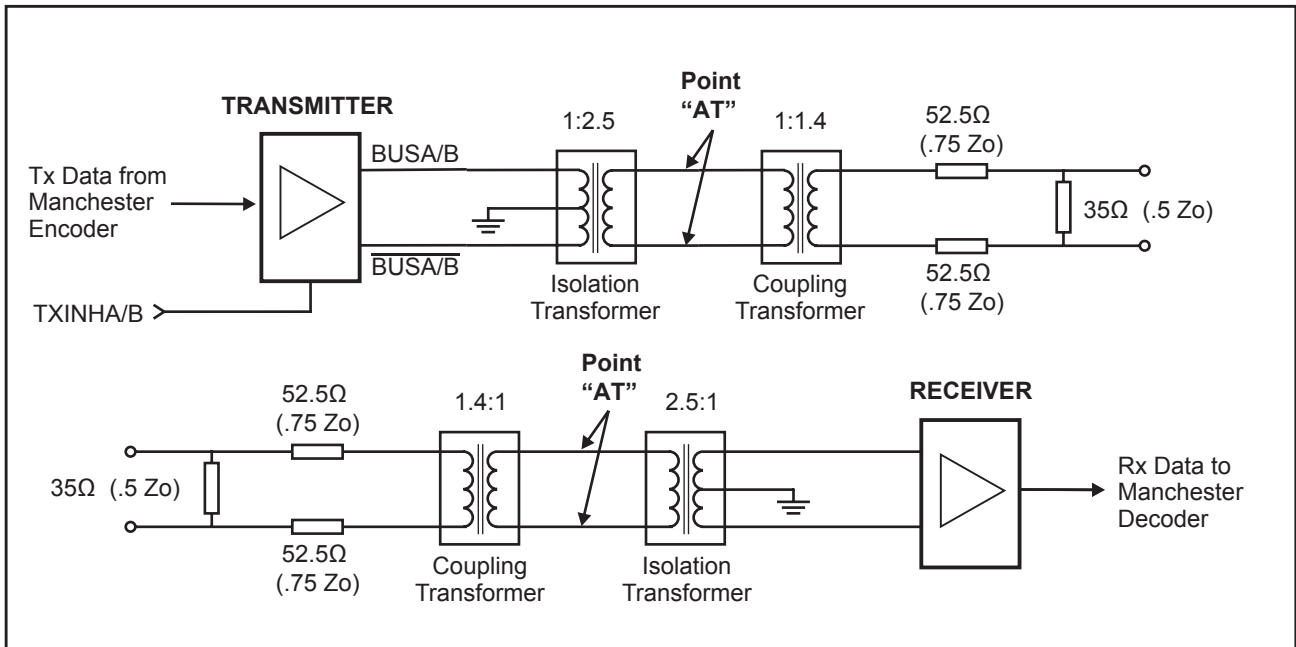 TRANSMITTER
Tx Data from
Manchester
Encoder
TXINHA/B
BUSA/B
BUSA/B
1:2.5
Isolation
Transformer
Point
“AT”
1:1.4
Coupling
Transformer
52.5Ω
(.75 Zo)
35Ω (.5 Zo)
52.5Ω
(.75 Zo)
35Ω (.5 Zo)
52.5Ω
(.75 Zo)
52.5Ω
(.75 Zo)
1.4:1
Coupling
Transformer
Point
“AT”
2.5:1
Isolation
Transformer
RECEIVER
Rx Data to
Manchester
Decoder